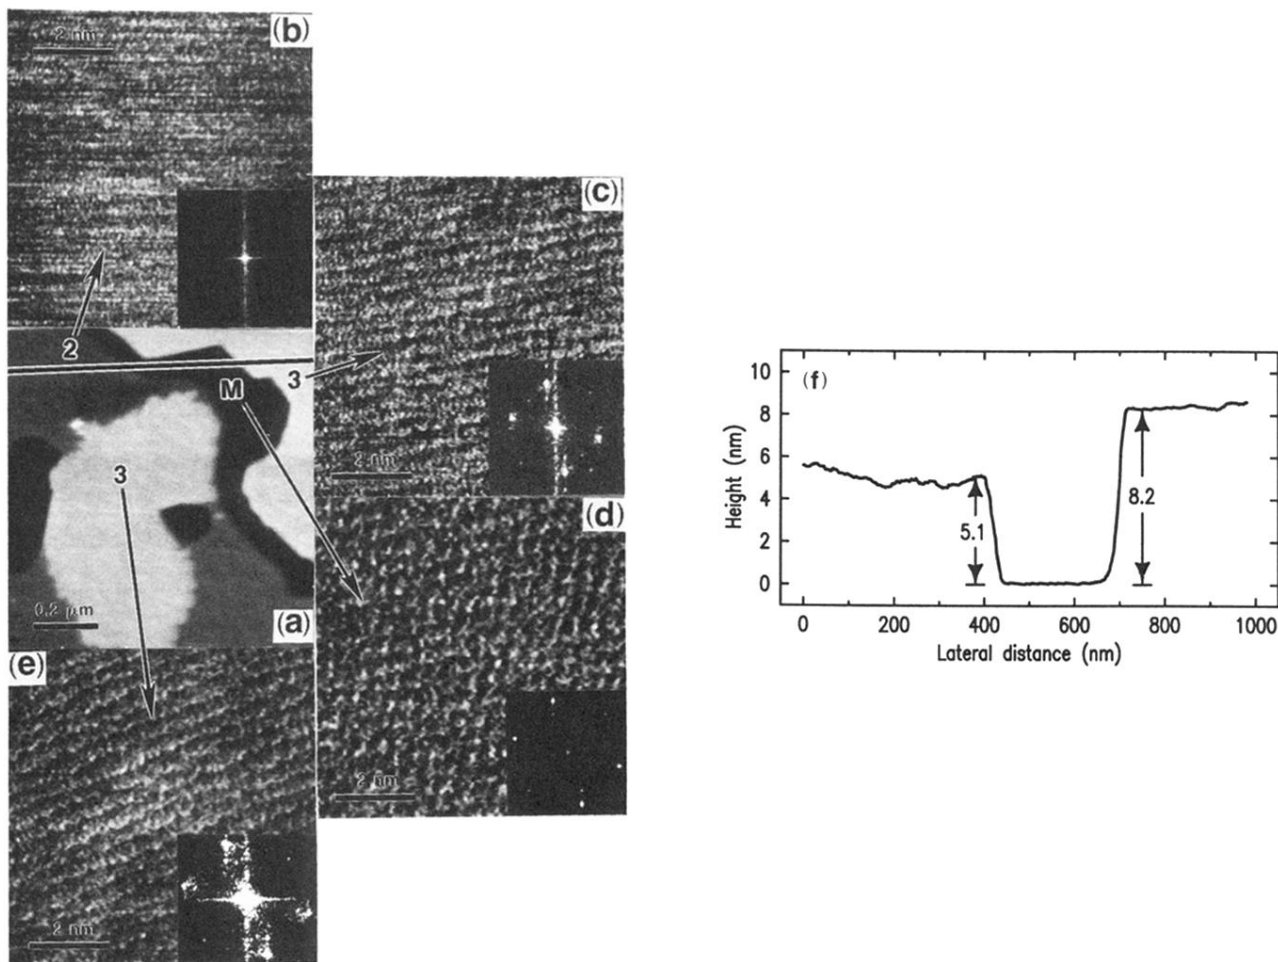 (b)
2 nm
2
(c)
3
2 nm
M
3
0.2 μm
(a)
(d)
2 nm
(e)
2 nm
(f)
Height (nm)
10
8
6
4
2
0
5.1
8.2
0 200 400 600 800 1000
Lateral distance (nm)